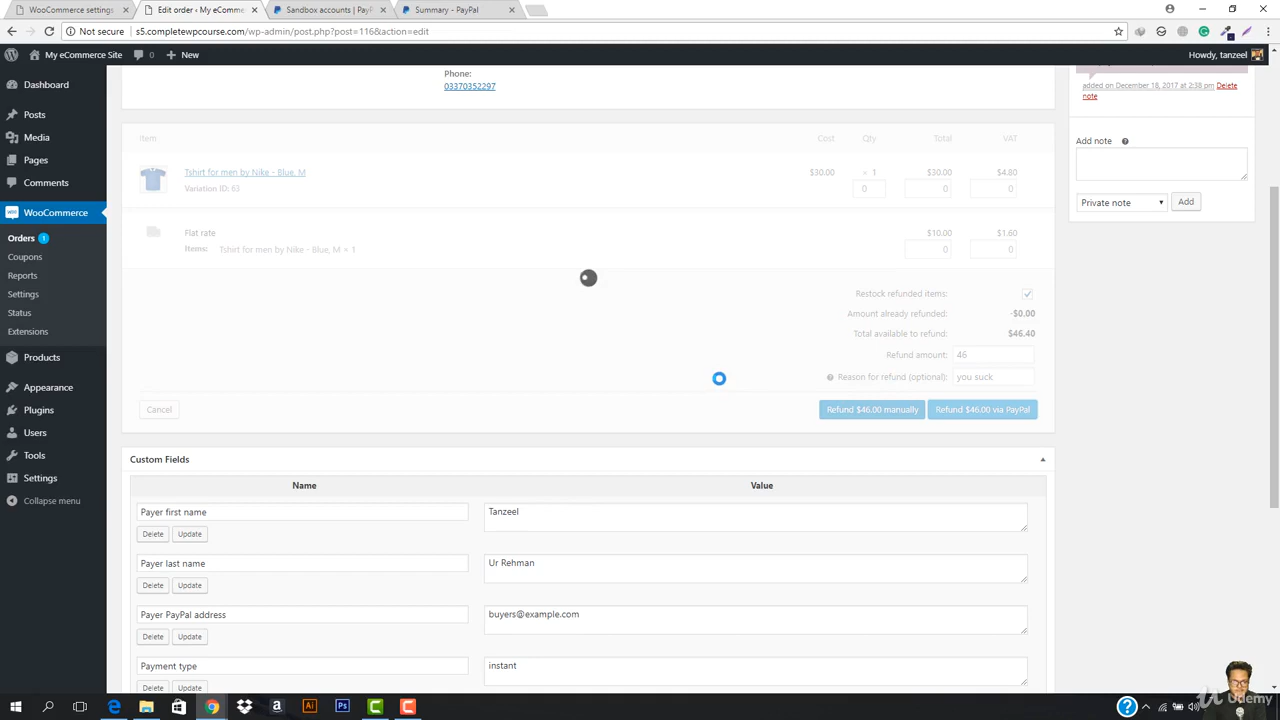 WooCommerce settings
Edit order ‹ My eComme
Sandbox accounts | PayP
Summary - PayPal
Not secure
s5.completewpcourse.com/wp-admin/post.php?post=116&action=edit
My eCommerce Site
0
New
Howdy, tanzeel
Dashboard
Posts
Media
Pages
Comments
WooCommerce
Orders 1
Coupons
Reports
Settings
Status
Extensions
Products
Appearance
Plugins
Users
Tools
Settings
Collapse menu
Phone:
03370352297
Item Cost Qty Total VAT
Tshirt for men by Nike - Blue, M $30.00 × 1 $30.00 $4.80
Variation ID: 63 0 0 0
Flat rate $10.00 $1.60
Items: Tshirt for men by Nike - Blue, M × 1 0 0
Restock refunded items:
Amount already refunded: -$0.00
Total available to refund: $46.40
Refund amount: 46
Reason for refund (optional): you suck
Cancel Refund $46.00 manually Refund $46.00 via PayPal
added on December 18, 2017 at 2:38 pm Delete
note
Add note
Private note Add
Custom Fields
Name Value
Payer first name Tanzeel
Delete Update
Payer last name Ur Rehman
Delete Update
Payer PayPal address buyers@example.com
Delete Update
Payment type instant
Delete Update
Udemy